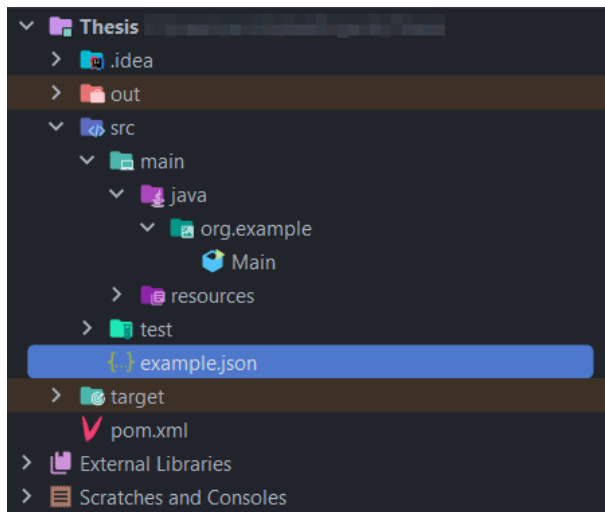 Thesis
.idea
out
src
main
java
org.example
Main
resources
test
{..} example.json
target
pom.xml
External Libraries
Scratches and Consoles